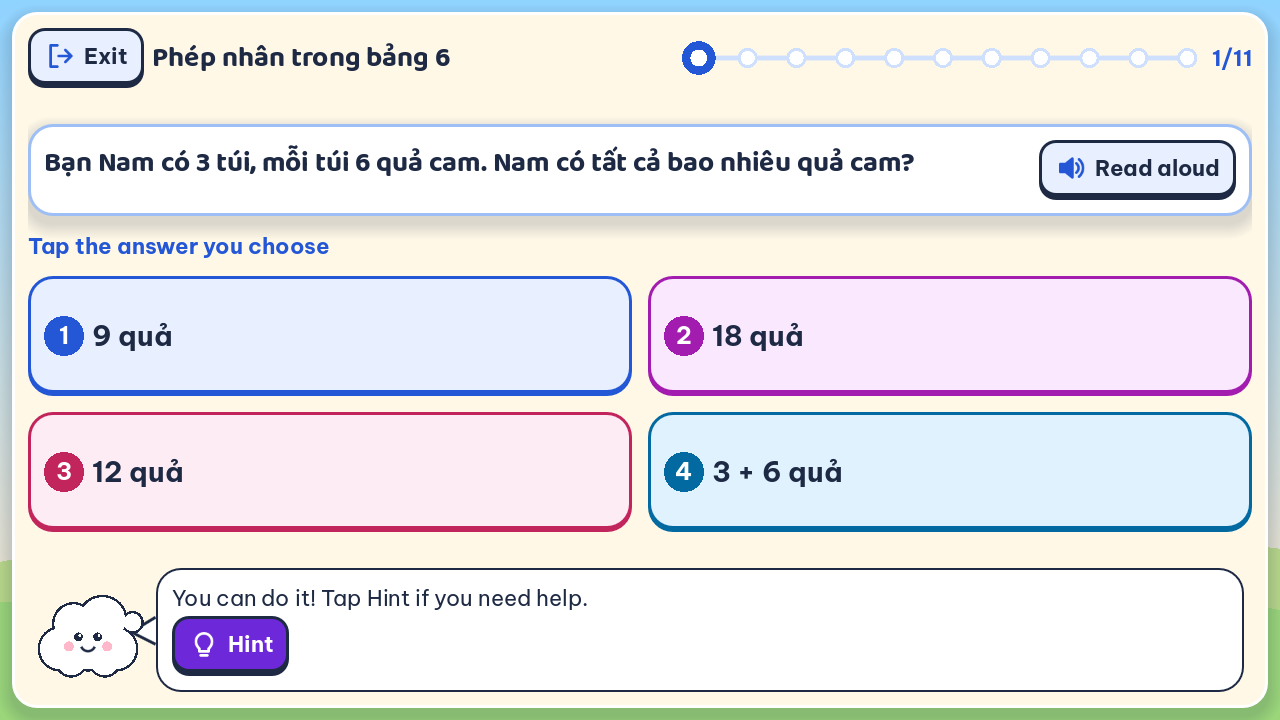 Exit
Phép nhân trong bảng 6
1/11
Bạn Nam có 3 túi, mỗi túi 6 quả cam. Nam có tất cả bao nhiêu quả cam?
Read aloud
Tap the answer you choose
1 9 quả
2 18 quả
3 12 quả
4 3 + 6 quả
You can do it! Tap Hint if you need help.
Hint